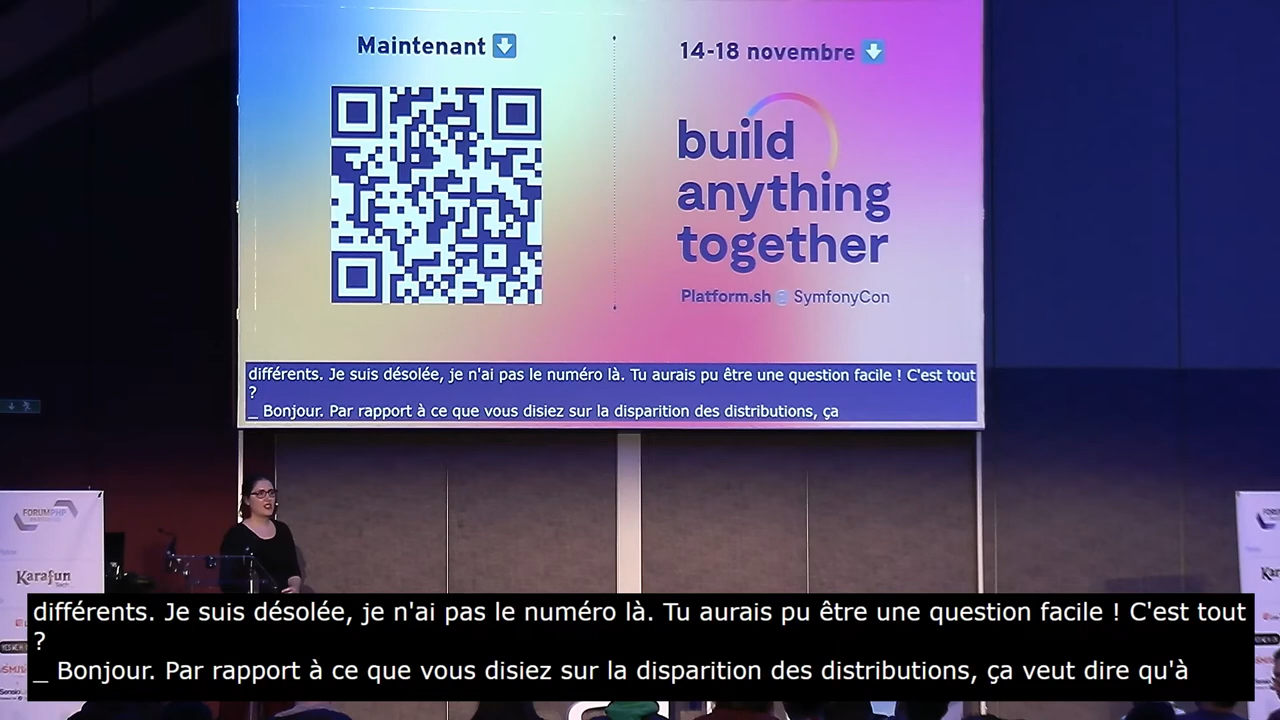 Maintenant
14-18 novembre
build
anything
together
Platform.sh @ SymfonyCon
différents. Je suis désolée, je n'ai pas le numéro là. Tu aurais pu être une question facile ! C'est tout
?
_ Bonjour. Par rapport à ce que vous disiez sur la disparition des distributions, ça
FORUMPHP
Karafun
différents. Je suis désolée, je n'ai pas le numéro là. Tu aurais pu être une question facile ! C'est tout
?
_ Bonjour. Par rapport à ce que vous disiez sur la disparition des distributions, ça veut dire qu'à